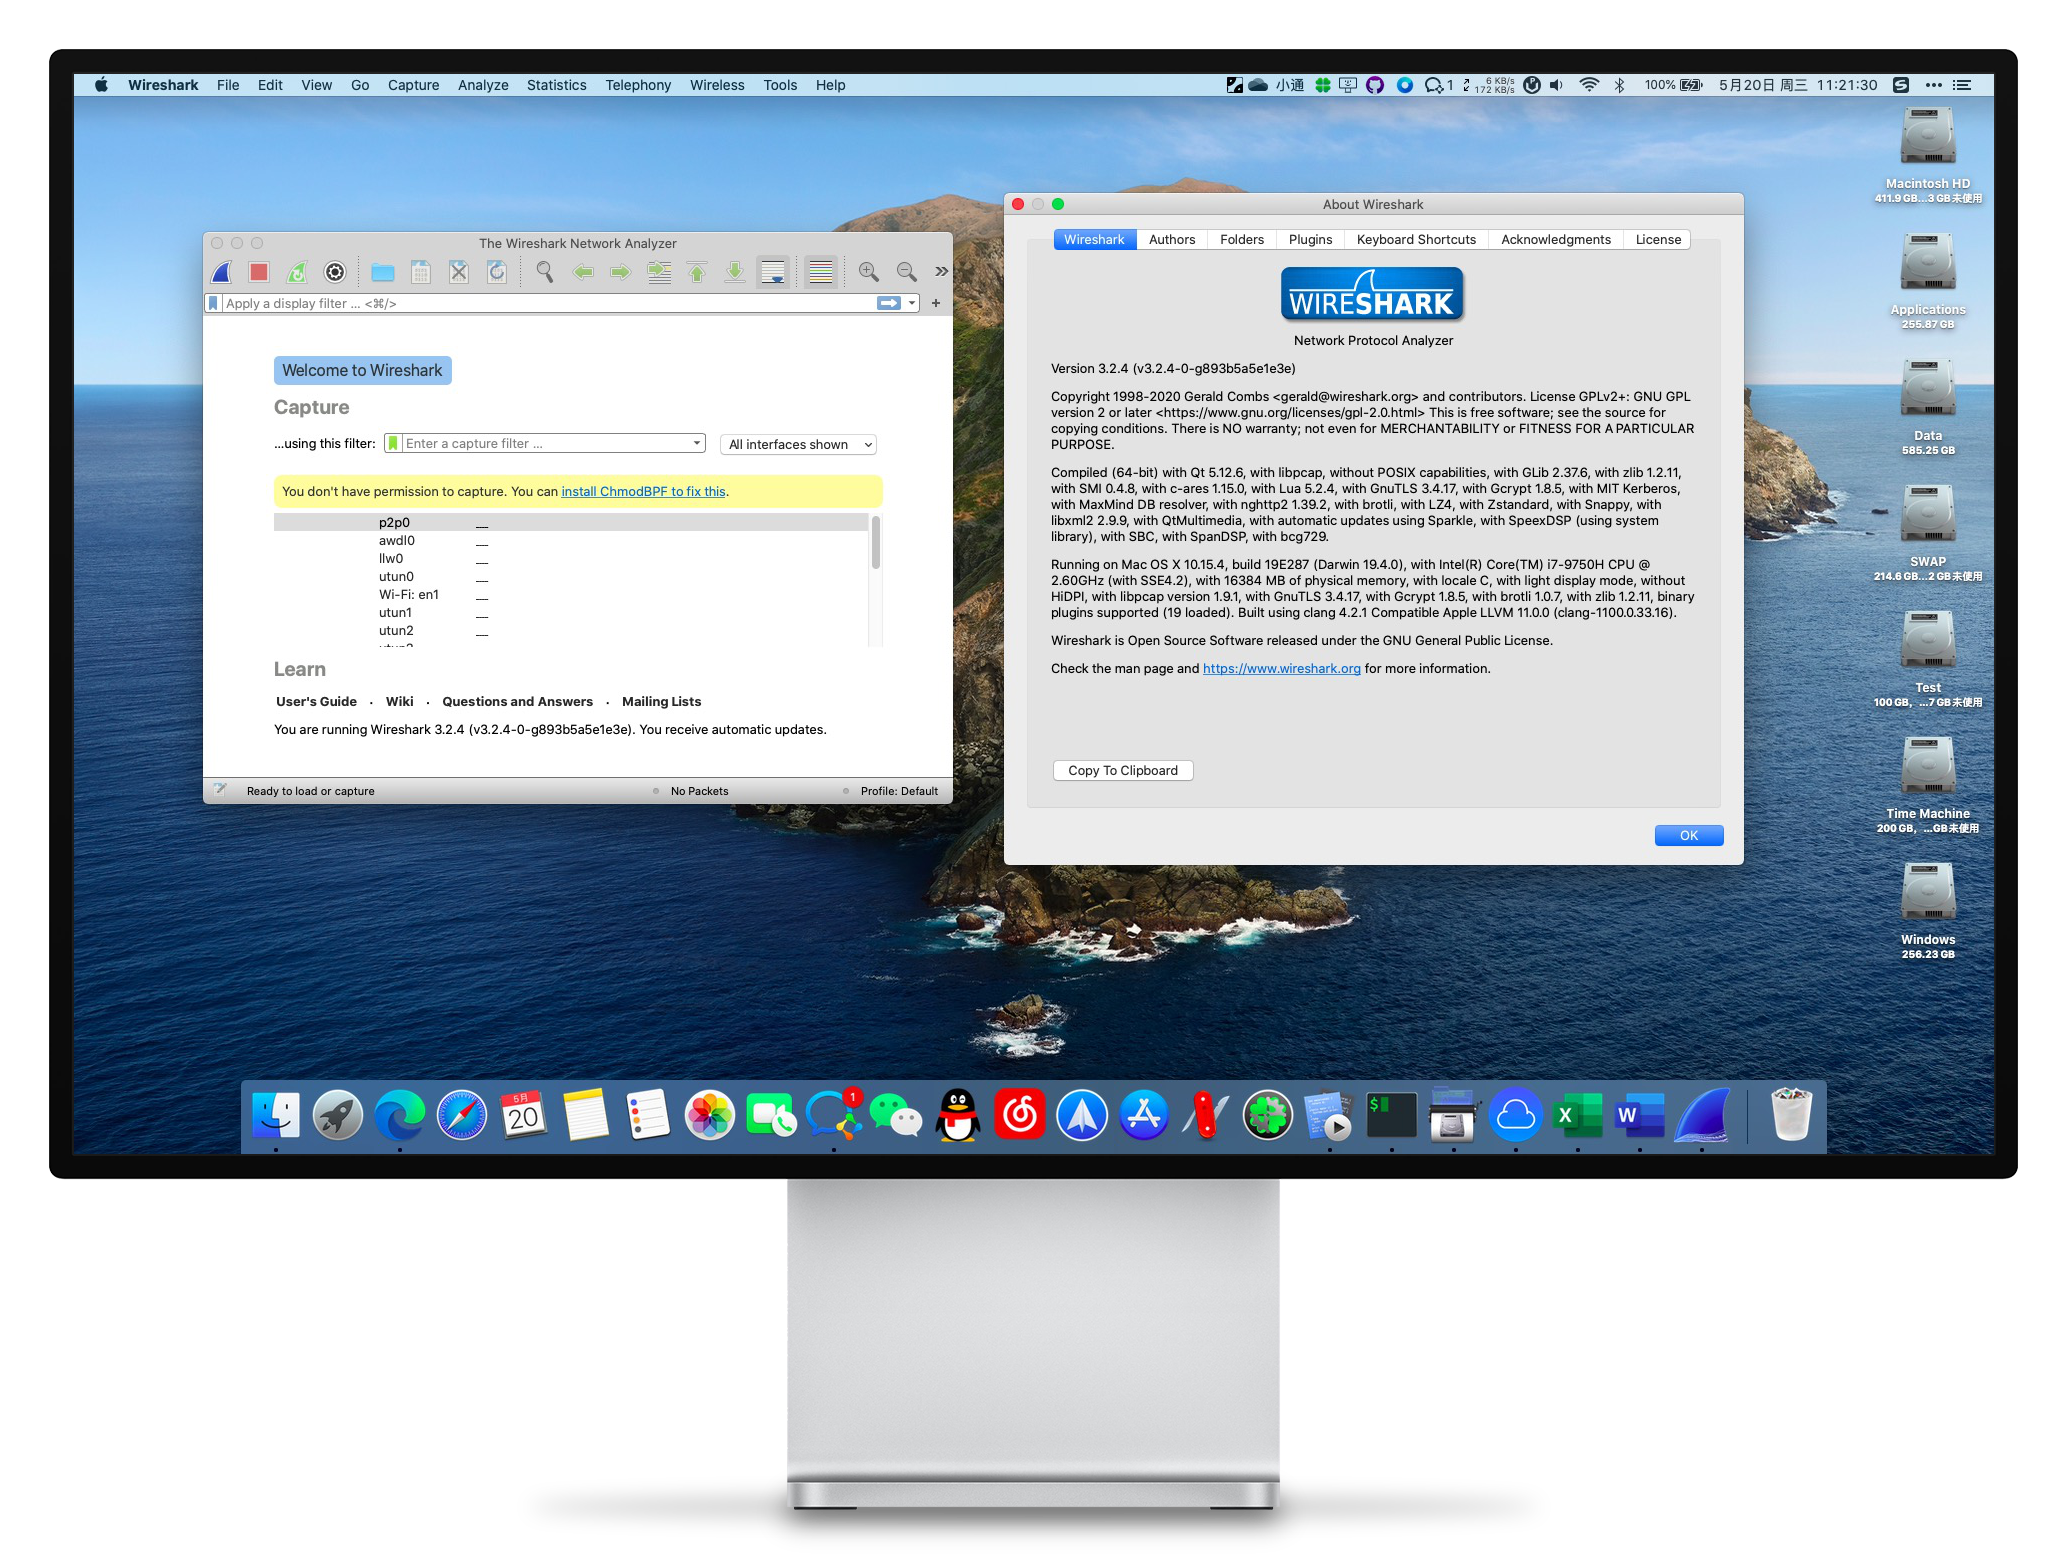 Wireshark File Edit View Go Capture Analyze Statistics Telephony Wireless Tools Help
小通 1 6 KB/s 172 KB/s 100% 5月20日 周三 11:21:30
The Wireshark Network Analyzer
Apply a display filter ... <⌘/>
+
Welcome to Wireshark
Capture
...using this filter: Enter a capture filter ... All interfaces shown
You don't have permission to capture. You can install ChmodBPF to fix this.
p2p0
awdl0
llw0
utun0
Wi-Fi: en1
utun1
utun2
Learn
User's Guide · Wiki · Questions and Answers · Mailing Lists
You are running Wireshark 3.2.4 (v3.2.4-0-g893b5a5e1e3e). You receive automatic updates.
Ready to load or capture No Packets Profile: Default
About Wireshark
Wireshark Authors Folders Plugins Keyboard Shortcuts Acknowledgments License
WIRESHARK
Network Protocol Analyzer
Version 3.2.4 (v3.2.4-0-g893b5a5e1e3e)
Copyright 1998-2020 Gerald Combs <gerald@wireshark.org> and contributors. License GPLv2+: GNU GPL
version 2 or later <https://www.gnu.org/licenses/gpl-2.0.html> This is free software; see the source for
copying conditions. There is NO warranty; not even for MERCHANTABILITY or FITNESS FOR A PARTICULAR
PURPOSE.
Compiled (64-bit) with Qt 5.12.6, with libpcap, without POSIX capabilities, with GLib 2.37.6, with zlib 1.2.11,
with SMI 0.4.8, with c-ares 1.15.0, with Lua 5.2.4, with GnuTLS 3.4.17, with Gcrypt 1.8.5, with MIT Kerberos,
with MaxMind DB resolver, with nghttp2 1.39.2, with brotli, with LZ4, with Zstandard, with Snappy, with
libxml2 2.9.9, with QtMultimedia, with automatic updates using Sparkle, with SpeexDSP (using system
library), with SBC, with SpanDSP, with bcg729.
Running on Mac OS X 10.15.4, build 19E287 (Darwin 19.4.0), with Intel(R) Core(TM) i7-9750H CPU @
2.60GHz (with SSE4.2), with 16384 MB of physical memory, with locale C, with light display mode, without
HiDPI, with libpcap version 1.9.1, with GnuTLS 3.4.17, with Gcrypt 1.8.5, with brotli 1.0.7, with zlib 1.2.11, binary
plugins supported (19 loaded). Built using clang 4.2.1 Compatible Apple LLVM 11.0.0 (clang-1100.0.33.16).
Wireshark is Open Source Software released under the GNU General Public License.
Check the man page and https://www.wireshark.org for more information.
Copy To Clipboard
OK
Macintosh HD
411.9 GB...3 GB未使用
Applications
255.87 GB
Data
585.25 GB
SWAP
214.6 GB...2 GB未使用
Test
100 GB, ...7 GB未使用
Time Machine
200 GB, ...GB未使用
Windows
256.23 GB
5月
20
1
$
X
W